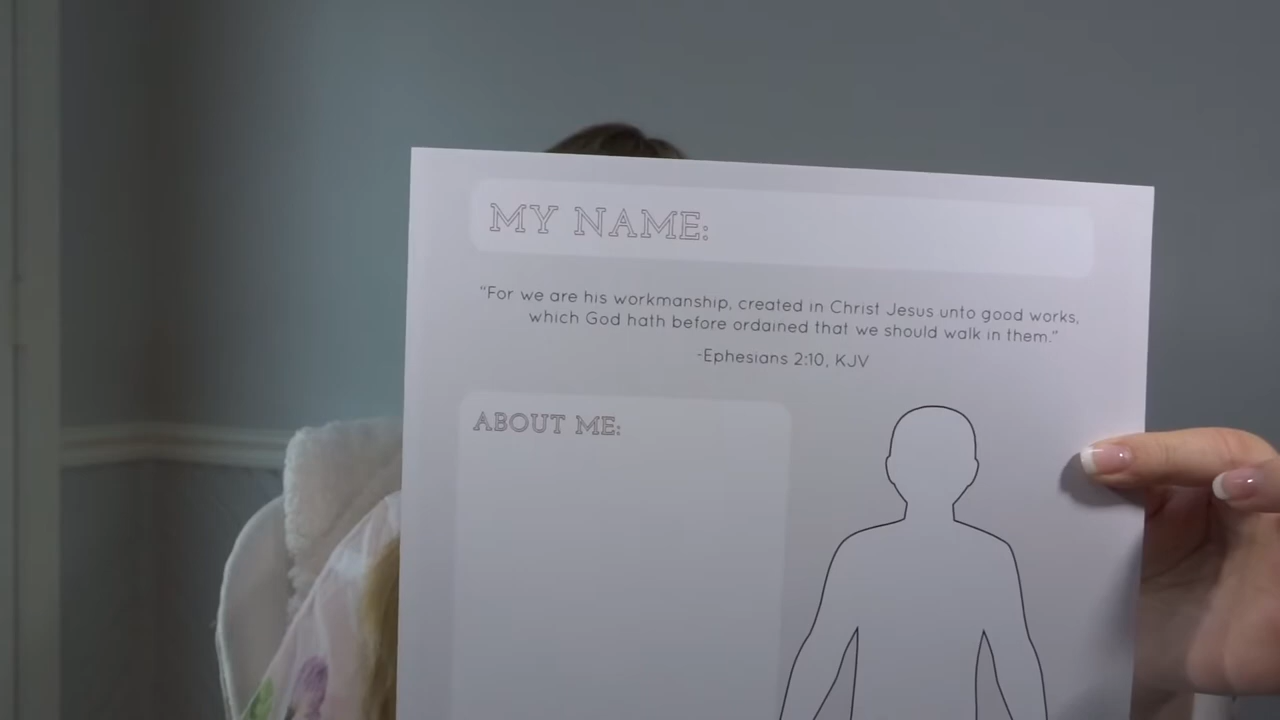 MY NAME:
“For we are his workmanship, created in Christ Jesus unto good works,
which God hath before ordained that we should walk in them.”
-Ephesians 2:10, KJV
ABOUT ME: